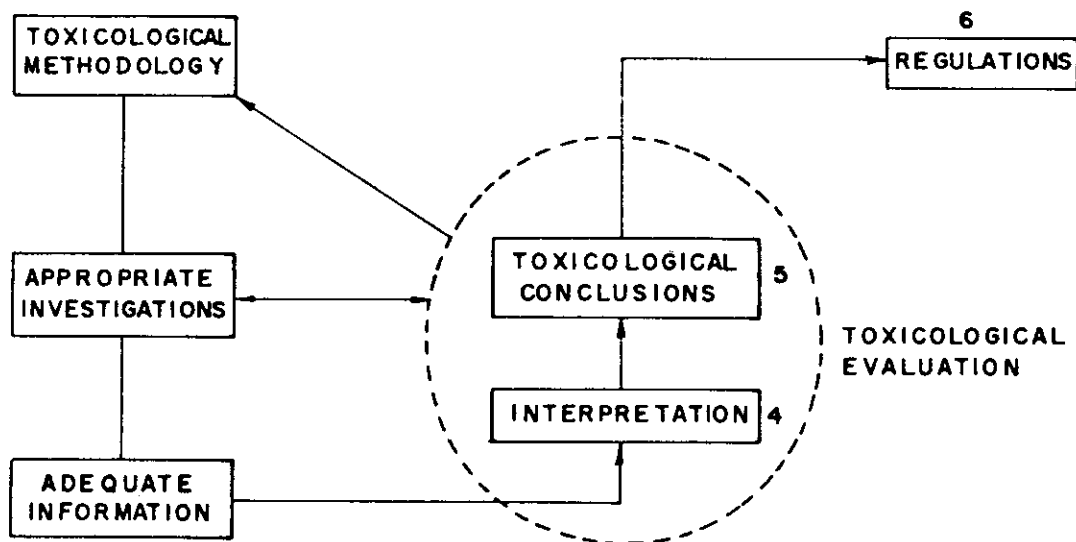 TOXICOLOGICAL
METHODOLOGY
6
REGULATIONS
APPROPRIATE
INVESTIGATIONS
TOXICOLOGICAL
CONCLUSIONS
5
TOXICOLOGICAL
EVALUATION
INTERPRETATION
4
ADEQUATE
INFORMATION